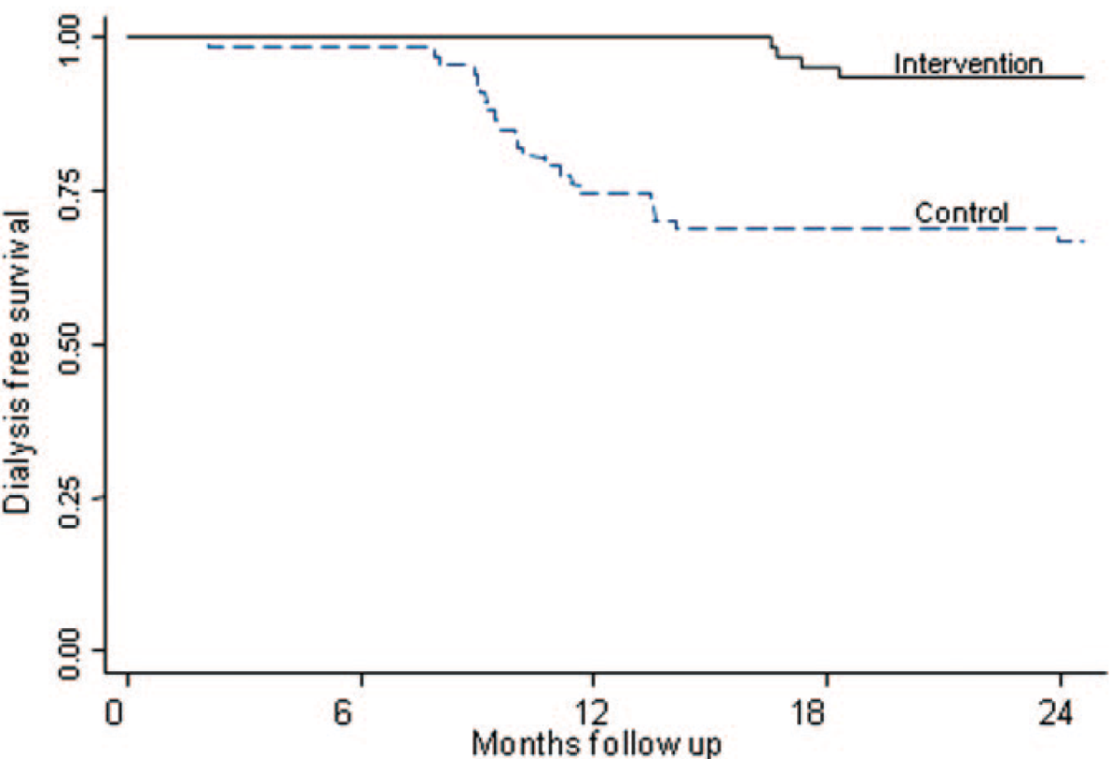 1.00
0.75
0.50
0.25
0.00
Dialysis free survival
Intervention
Control
0 6 12 18 24
Months follow up